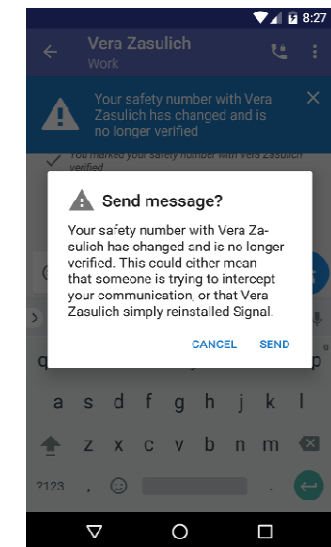 8:27
Vera Zasulich
Work
Your safety number with Vera
Zasulich has changed and is
no longer verified
You marked your safety number with Vera Zasulich
verified
Send message?
Your safety number with Vera Za-
sulich has changed and is no longer
verified. This could either mean
that someone is trying to intercept
your communication, or that Vera
Zasulich simply reinstalled Signal.
CANCEL SEND
q p
a s d f g h j k l
z x c v b n m
?123 , .